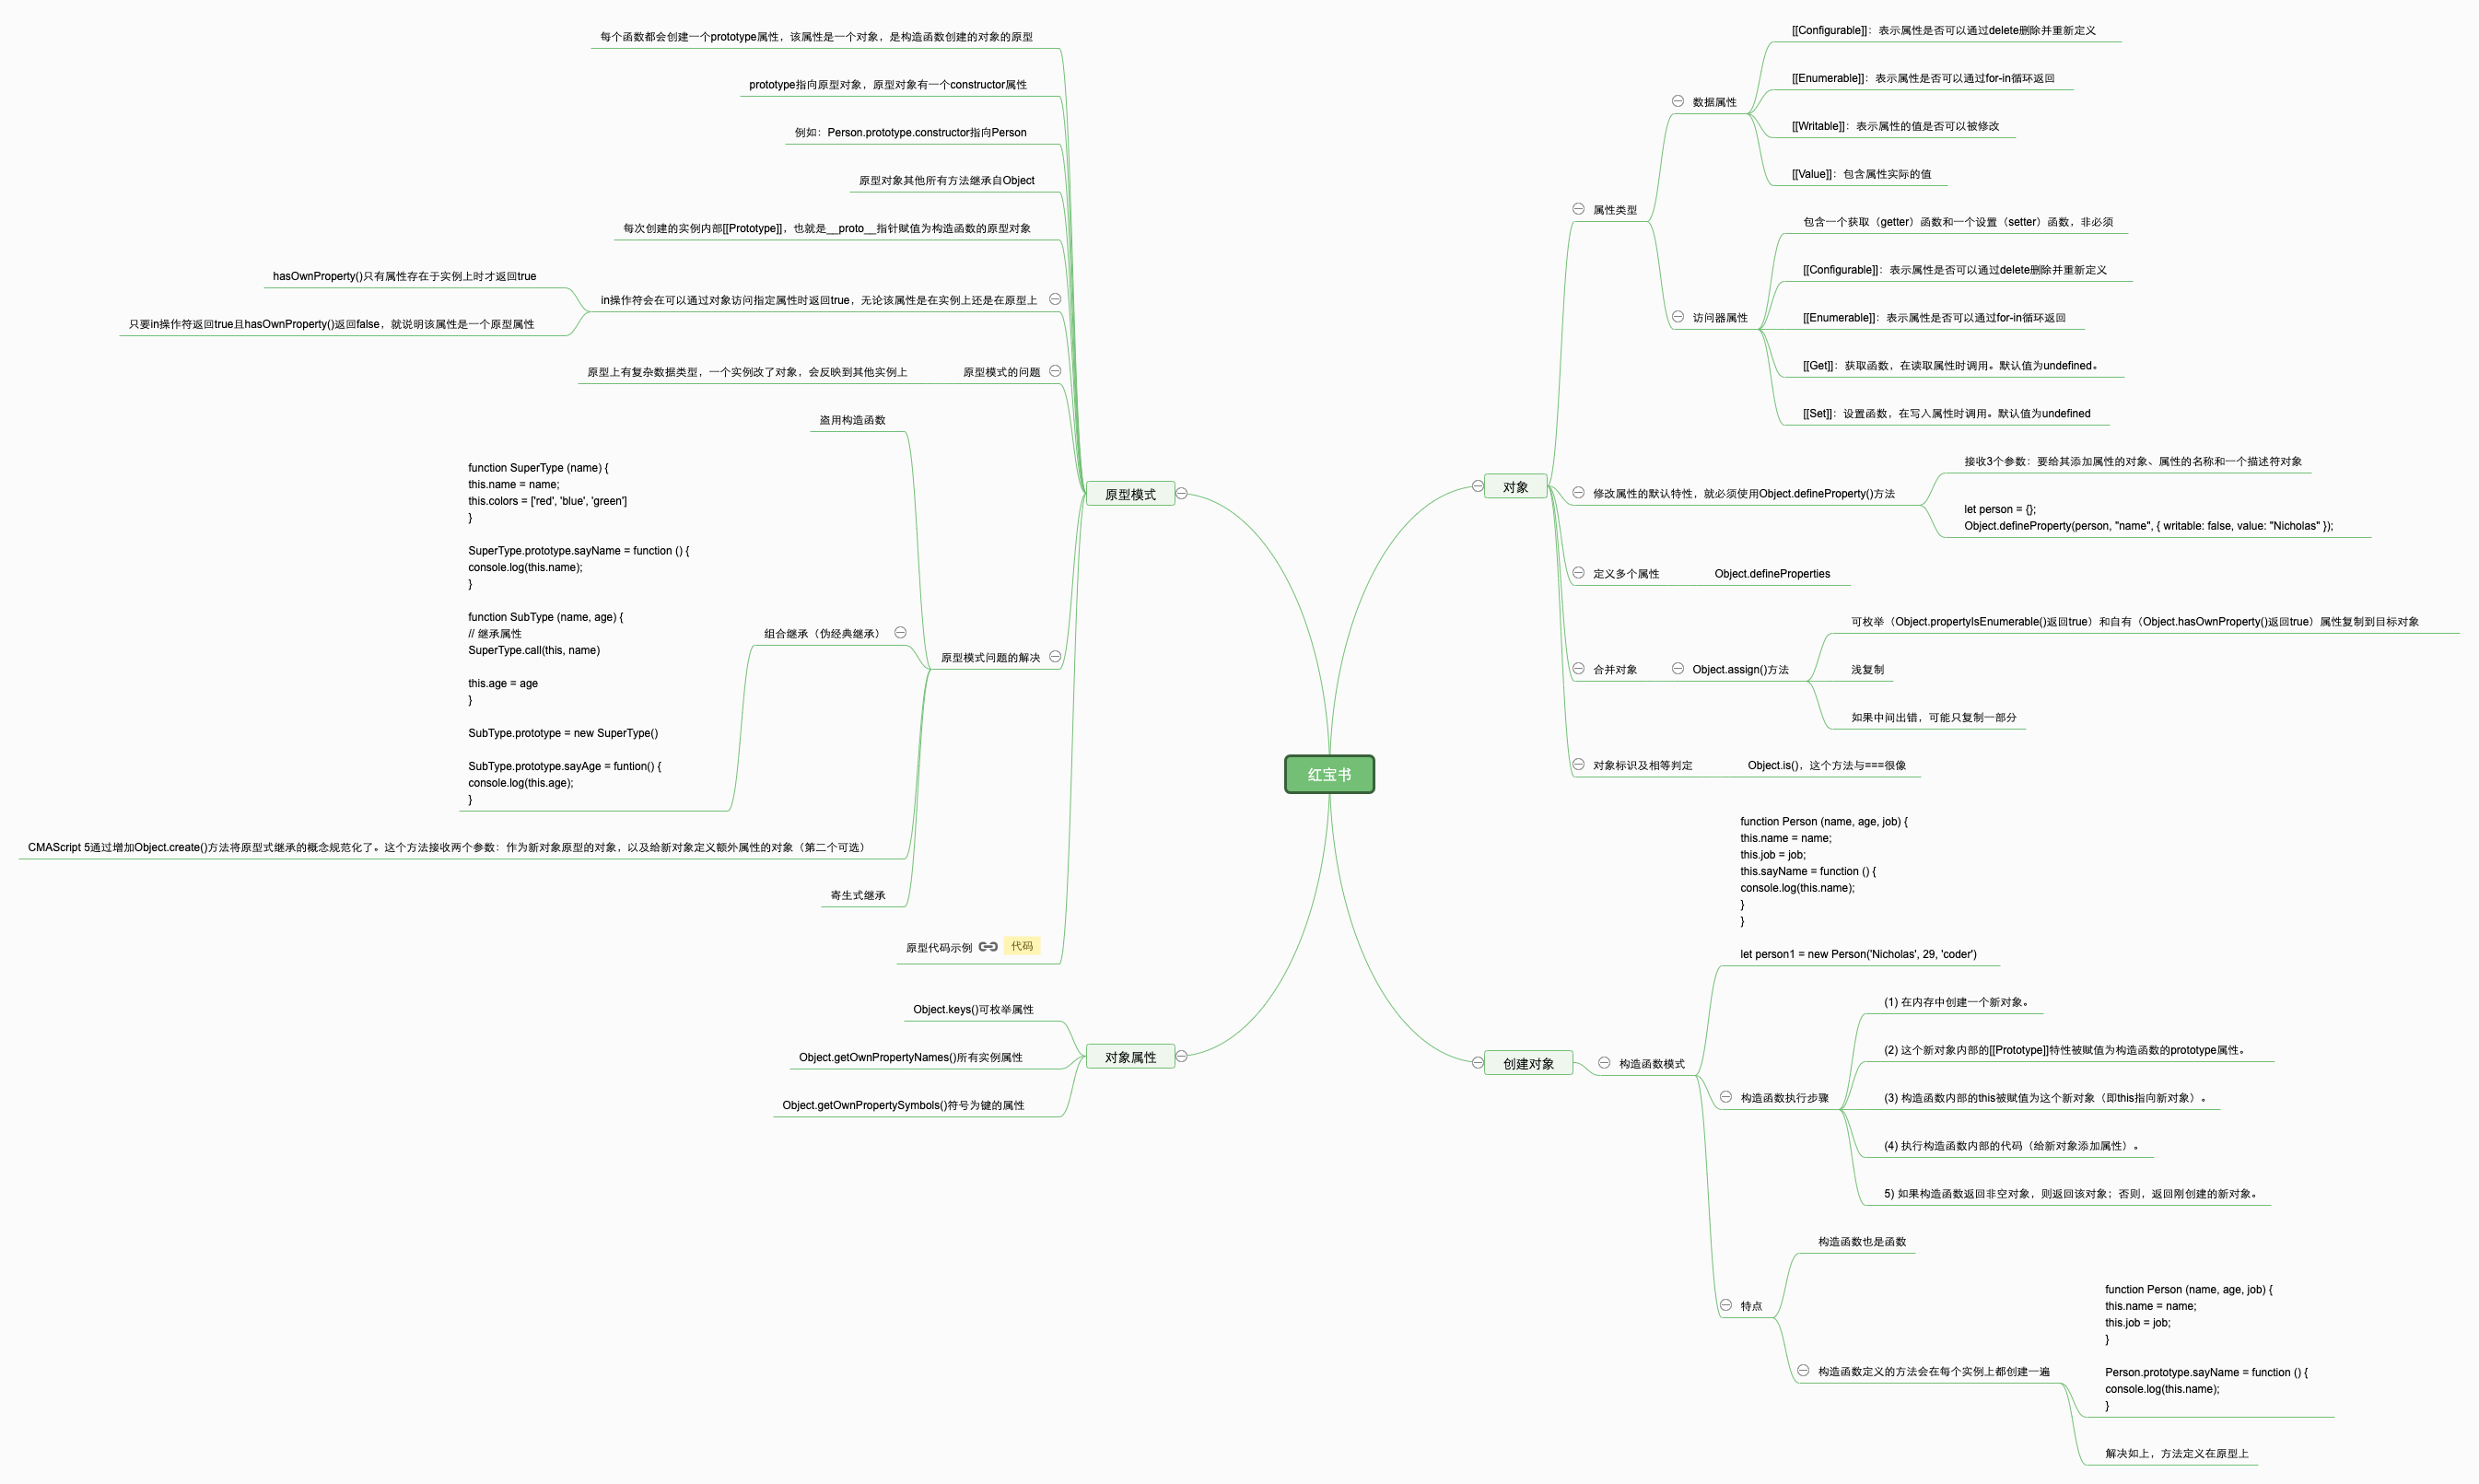 红宝书
对象
属性类型
数据属性
[[Configurable]]：表示属性是否可以通过delete删除并重新定义
[[Enumerable]]：表示属性是否可以通过for-in循环返回
[[Writable]]：表示属性的值是否可以被修改
[[Value]]：包含属性实际的值
访问器属性
包含一个获取（getter）函数和一个设置（setter）函数，非必须
[[Configurable]]：表示属性是否可以通过delete删除并重新定义
[[Enumerable]]：表示属性是否可以通过for-in循环返回
[[Get]]：获取函数，在读取属性时调用。默认值为undefined。
[[Set]]：设置函数，在写入属性时调用。默认值为undefined
修改属性的默认特性，就必须使用Object.defineProperty()方法
接收3个参数：要给其添加属性的对象、属性的名称和一个描述符对象
let person = {};
Object.defineProperty(person, "name", { writable: false, value: "Nicholas" });
定义多个属性
Object.defineProperties
合并对象
Object.assign()方法
可枚举（Object.propertyIsEnumerable()返回true）和自有（Object.hasOwnProperty()返回true）属性复制到目标对象
浅复制
如果中间出错，可能只复制一部分
对象标识及相等判定
Object.is()，这个方法与===很像
创建对象
构造函数模式
function Person (name, age, job) {
this.name = name;
this.job = job;
this.sayName = function () {
console.log(this.name);
}
}
let person1 = new Person('Nicholas', 29, 'coder')
构造函数执行步骤
(1) 在内存中创建一个新对象。
(2) 这个新对象内部的[[Prototype]]特性被赋值为构造函数的prototype属性。
(3) 构造函数内部的this被赋值为这个新对象（即this指向新对象）。
(4) 执行构造函数内部的代码（给新对象添加属性）。
5) 如果构造函数返回非空对象，则返回该对象；否则，返回刚创建的新对象。
特点
构造函数也是函数
构造函数定义的方法会在每个实例上都创建一遍
function Person (name, age, job) {
this.name = name;
this.job = job;
}
Person.prototype.sayName = function () {
console.log(this.name);
}
解决如上，方法定义在原型上
原型模式
每个函数都会创建一个prototype属性，该属性是一个对象，是构造函数创建的对象的原型
prototype指向原型对象，原型对象有一个constructor属性
例如：Person.prototype.constructor指向Person
原型对象其他所有方法继承自Object
每次创建的实例内部[[Prototype]]，也就是__proto__指针赋值为构造函数的原型对象
in操作符会在可以通过对象访问指定属性时返回true，无论该属性是在实例上还是在原型上
hasOwnProperty()只有属性存在于实例上时才返回true
只要in操作符返回true且hasOwnProperty()返回false，就说明该属性是一个原型属性
原型模式的问题
原型上有复杂数据类型，一个实例改了对象，会反映到其他实例上
原型模式问题的解决
盗用构造函数
组合继承（伪经典继承）
function SuperType (name) {
this.name = name;
this.colors = ['red', 'blue', 'green']
}
SuperType.prototype.sayName = function () {
console.log(this.name);
}
function SubType (name, age) {
// 继承属性
SuperType.call(this, name)
this.age = age
}
SubType.prototype = new SuperType()
SubType.prototype.sayAge = funtion() {
console.log(this.age);
}
CMAScript 5通过增加Object.create()方法将原型式继承的概念规范化了。这个方法接收两个参数：作为新对象原型的对象，以及给新对象定义额外属性的对象（第二个可选）
寄生式继承
原型代码示例 代码
对象属性
Object.keys()可枚举属性
Object.getOwnPropertyNames()所有实例属性
Object.getOwnPropertySymbols()符号为键的属性